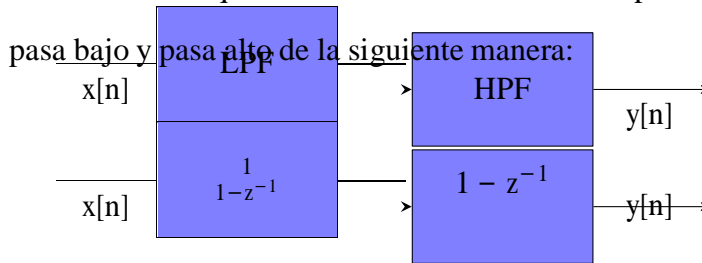 pasa bajo y pasa alto de la siguiente manera:
LPF
x[n]
HPF
y[n]
1
1−z⁻¹
x[n]
1 − z⁻¹
y[n]